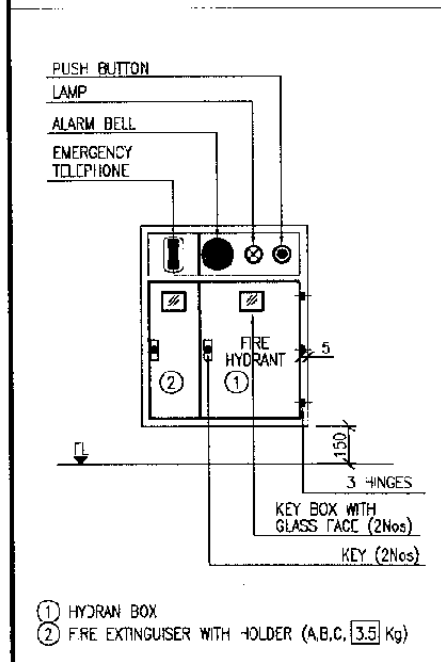 PUSH BUTTON
LAMP
ALARM BELL
EMERGENCY
TELEPHONE
FIRE
HYDRANT
5
2
1
150
FL
3 HINGES
KEY BOX WITH
GLASS FACE (2Nos)
KEY (2Nos)
1 HYDRAN BOX
2 FIRE EXTINGUISER WITH HOLDER (A,B,C, 3.5 Kg)